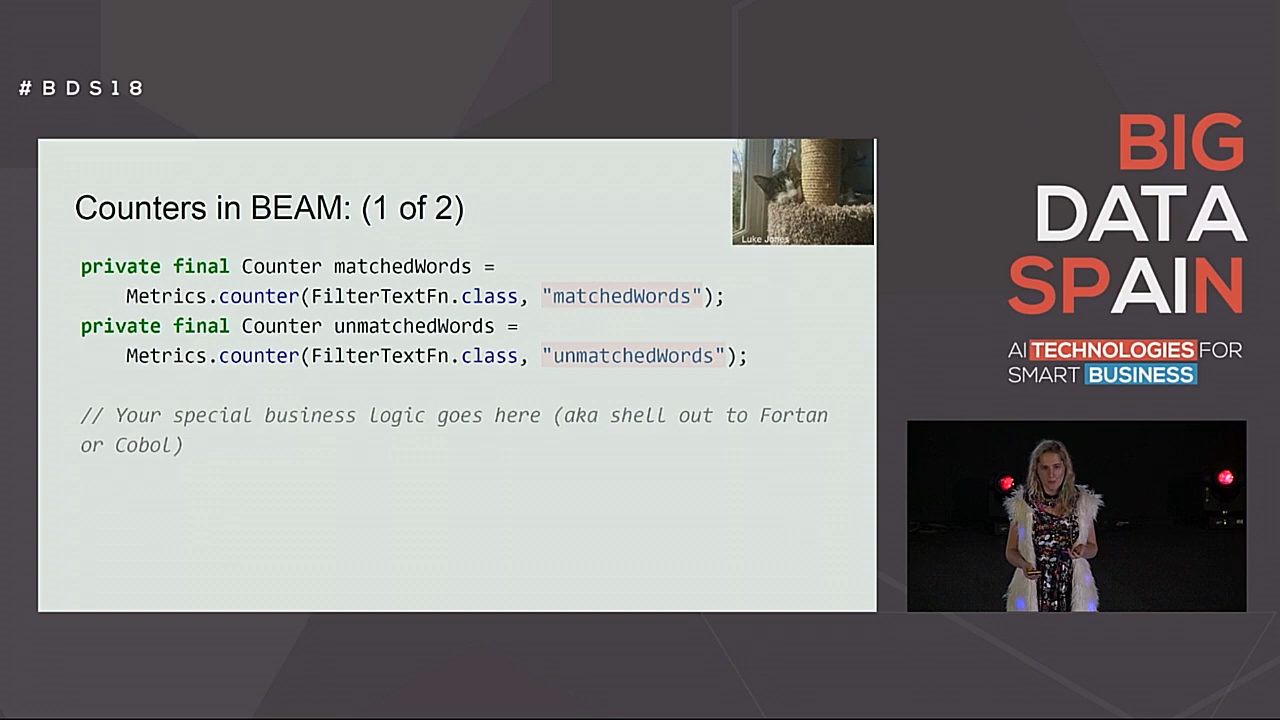 #BDS18
Counters in BEAM: (1 of 2)
Luke Jones
private final Counter matchedWords =
Metrics.counter(FilterTextFn.class, "matchedWords");
private final Counter unmatchedWords =
Metrics.counter(FilterTextFn.class, "unmatchedWords");
// Your special business logic goes here (aka shell out to Fortan
or Cobol)
BIG
DATA
SPAIN
AI TECHNOLOGIES FOR
SMART BUSINESS